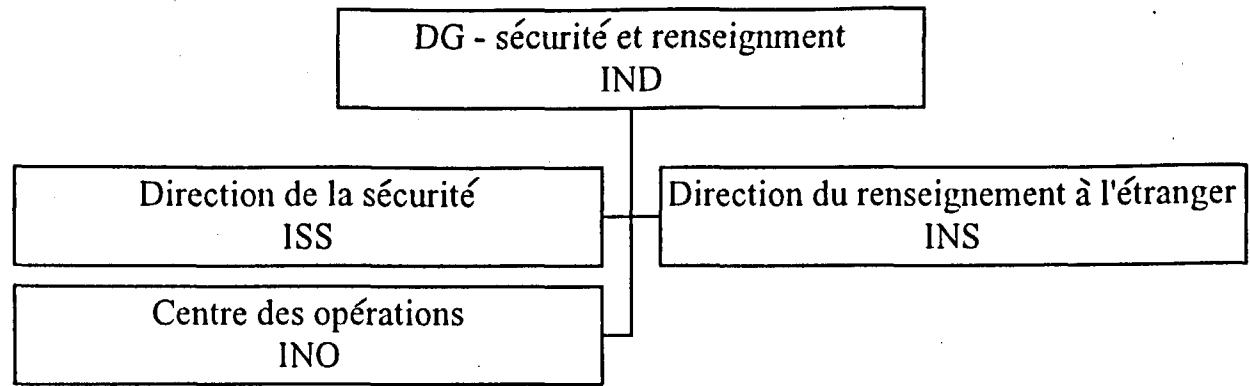 DG - sécurité et renseignment
IND
Direction de la sécurité
ISS
Direction du renseignement à l'étranger
INS
Centre des opérations
INO